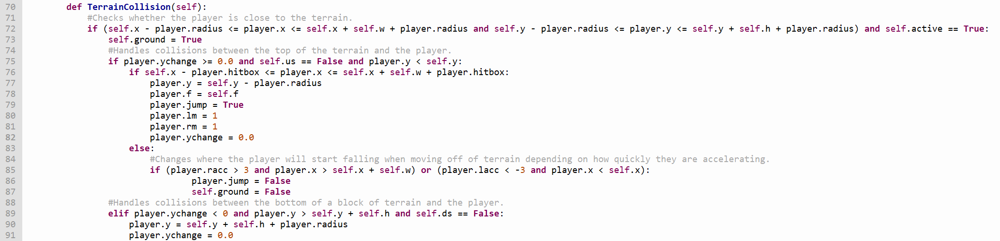 70 def TerrainCollision(self):
71 #Checks whether the player is close to the terrain.
72 if (self.x - player.radius <= player.x <= self.x + self.w + player.radius and self.y - player.radius <= player.y <= self.y + self.h + player.radius) and self.active == True:
73 self.ground = True
74 #Handles collisions between the top of the terrain and the player.
75 if player.ychange >= 0.0 and self.us == False and player.y < self.y:
76 if self.x - player.hitbox <= player.x <= self.x + self.w + player.hitbox:
77 player.y = self.y - player.radius
78 player.f = self.f
79 player.jump = True
80 player.lm = 1
81 player.rm = 1
82 player.ychange = 0.0
83 else:
84 #Changes where the player will start falling when moving off of terrain depending on how quickly they are accelerating.
85 if (player.racc > 3 and player.x > self.x + self.w) or (player.lacc < -3 and player.x < self.x):
86 player.jump = False
87 self.ground = False
88 #Handles collisions between the bottom of a block of terrain and the player.
89 elif player.ychange < 0 and player.y > self.y + self.h and self.ds == False:
90 player.y = self.y + self.h + player.radius
91 player.ychange = 0.0